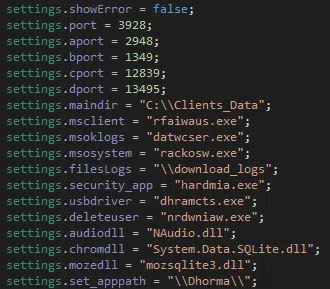 settings.showError = false;
settings.port = 3928;
settings.aport = 2948;
settings.bport = 1349;
settings.cport = 12839;
settings.dport = 13495;
settings.maindir = "C:\\Clients_Data";
settings.msclient = "rfaiwaus.exe";
settings.msoklogs = "datwcser.exe";
settings.msosystem = "rackosw.exe";
settings.filesLogs = "\\download_logs";
settings.security_app = "hardmia.exe";
settings.usbdriver = "dhramcts.exe";
settings.deleteuser = "nrdwniaw.exe";
settings.audiodll = "NAudio.dll";
settings.chromdll = "System.Data.SQLite.dll";
settings.mozedll = "mozsqlite3.dll";
settings.set_apppath = "\\Dhorma\\";